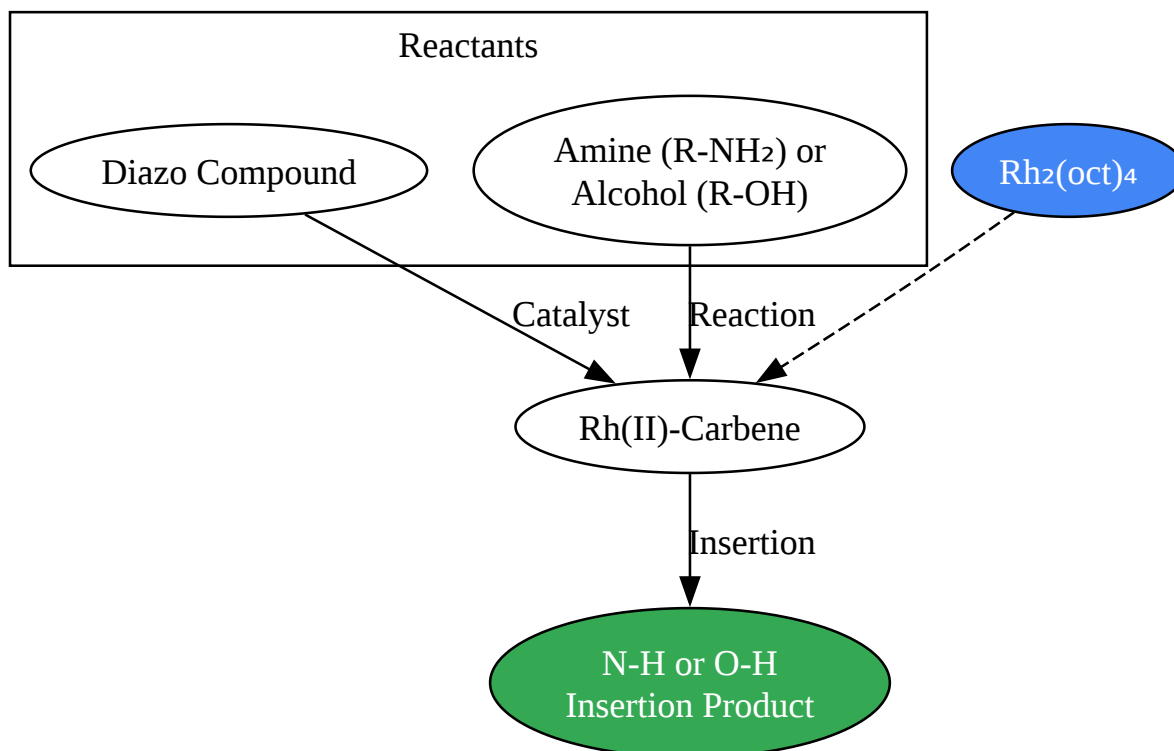 Reactants
Diazo Compound
Amine (R-NH₂) or
Alcohol (R-OH)
Rh₂(oct)₄
Catalyst
Reaction
Rh(II)-Carbene
Insertion
N-H or O-H
Insertion Product